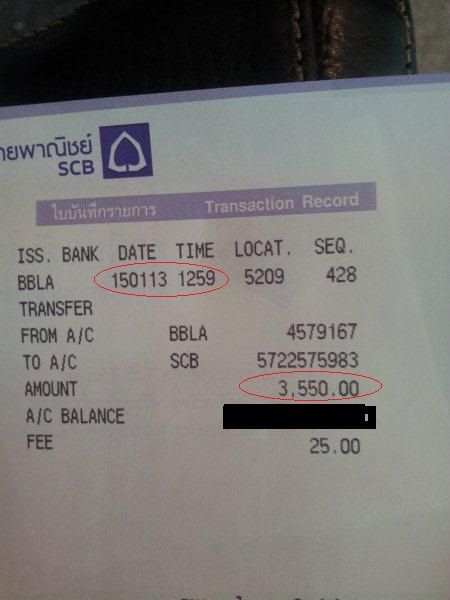 ยพาณิชย์
SCB
ใบบันทึกรายการ Transaction Record
ISS. BANK DATE TIME LOCAT. SEQ.
BBLA 150113 1259 5209 428
TRANSFER
FROM A/C BBLA 4579167
TO A/C SCB 5722575983
AMOUNT 3,550.00
A/C BALANCE
FEE 25.00